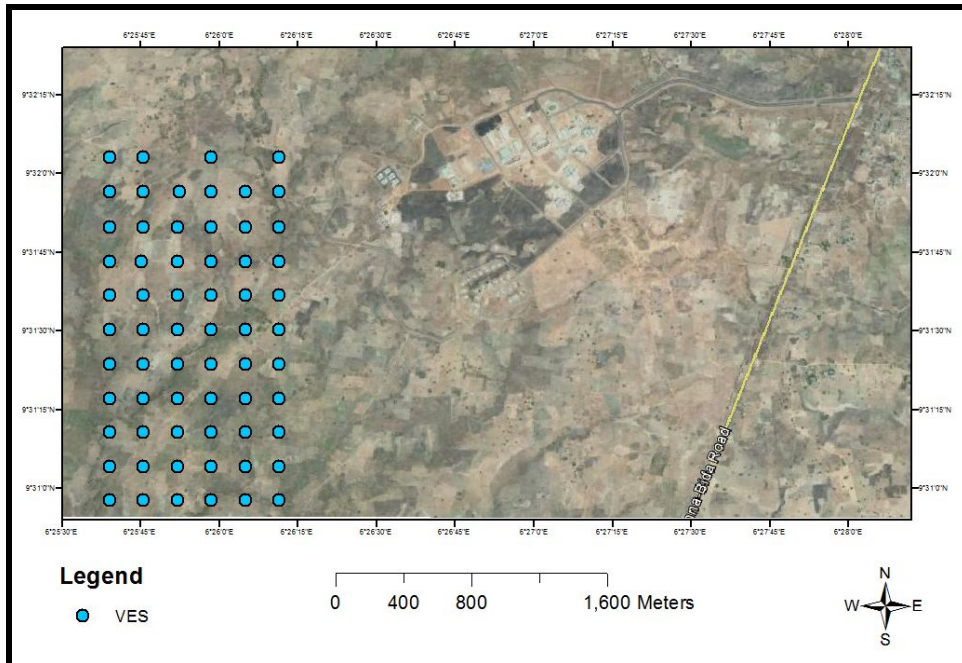 6°25'45"E 6°26'0"E 6°26'15"E 6°26'30"E 6°26'45"E 6°27'0"E 6°27'15"E 6°27'30"E 6°27'45"E 6°28'0"E
9°32'15"N 9°32'15"N
9°32'0"N 9°32'0"N
9°31'45"N 9°31'45"N
9°31'30"N 9°31'30"N
9°31'15"N 9°31'15"N
nna Bida Road
9°31'0"N 9°31'0"N
6°25'30"E 6°25'45"E 6°26'0"E 6°26'15"E 6°26'30"E 6°26'45"E 6°27'0"E 6°27'15"E 6°27'30"E 6°27'45"E 6°28'0"E
Legend
VES
0 400 800 1,600 Meters
N
W E
S